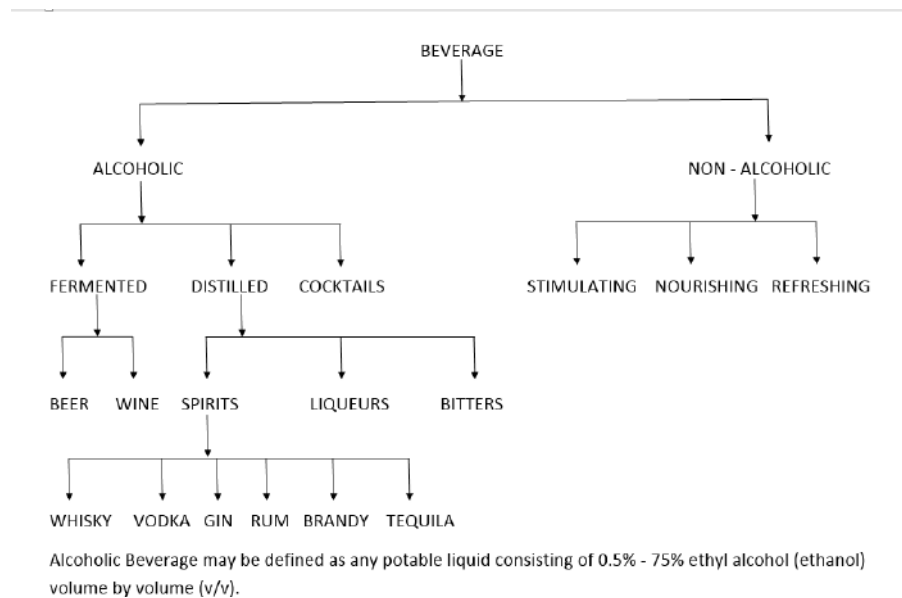 BEVERAGE
ALCOHOLIC NON - ALCOHOLIC
FERMENTED DISTILLED COCKTAILS STIMULATING NOURISHING REFRESHING
BEER WINE SPIRITS LIQUEURS BITTERS
WHISKY VODKA GIN RUM BRANDY TEQUILA
Alcoholic Beverage may be defined as any potable liquid consisting of 0.5% - 75% ethyl alcohol (ethanol)
volume by volume (v/v).